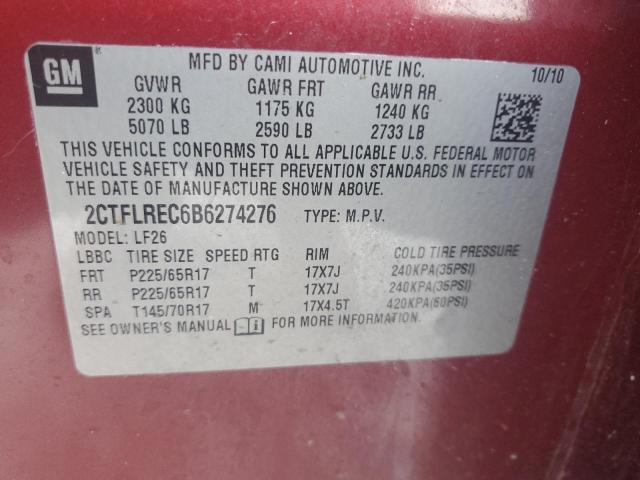 GM
MFD BY CAMI AUTOMOTIVE INC.
10/10
GVWR GAWR FRT GAWR RR
2300 KG 1175 KG 1240 KG
5070 LB 2590 LB 2733 LB
THIS VEHICLE CONFORMS TO ALL APPLICABLE U.S. FEDERAL MOTOR
VEHICLE SAFETY AND THEFT PREVENTION STANDARDS IN EFFECT ON
THE DATE OF MANUFACTURE SHOWN ABOVE.
2CTFLREC6B6274276 TYPE: M.P.V.
MODEL: LF26
LBBC TIRE SIZE SPEED RTG RIM COLD TIRE PRESSURE
FRT P225/65R17 T 17X7J 240KPA(35PSI)
RR P225/65R17 T 17X7J 240KPA(35PSI)
SPA T145/70R17 M 17X4.5T 420KPA(60PSI)
SEE OWNER'S MANUAL FOR MORE INFORMATION.